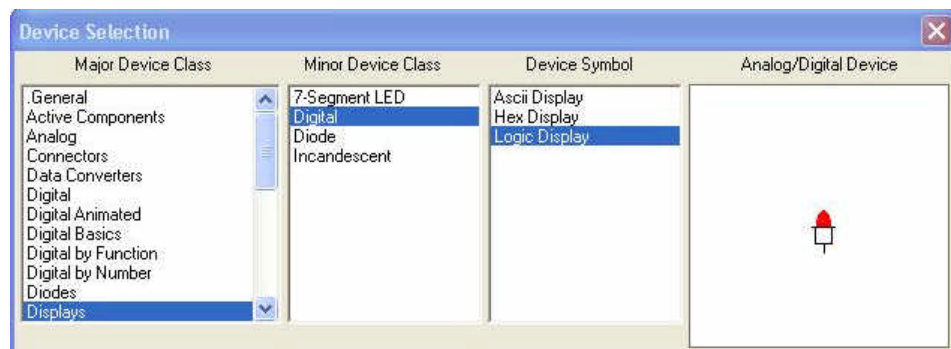 Device Selection
Major Device Class
Minor Device Class
Device Symbol
Analog/Digital Device
.General
Active Components
Analog
Connectors
Data Converters
Digital
Digital Animated
Digital Basics
Digital by Function
Digital by Number
Diodes
Displays
7-Segment LED
Digital
Diode
Incandescent
Ascii Display
Hex Display
Logic Display